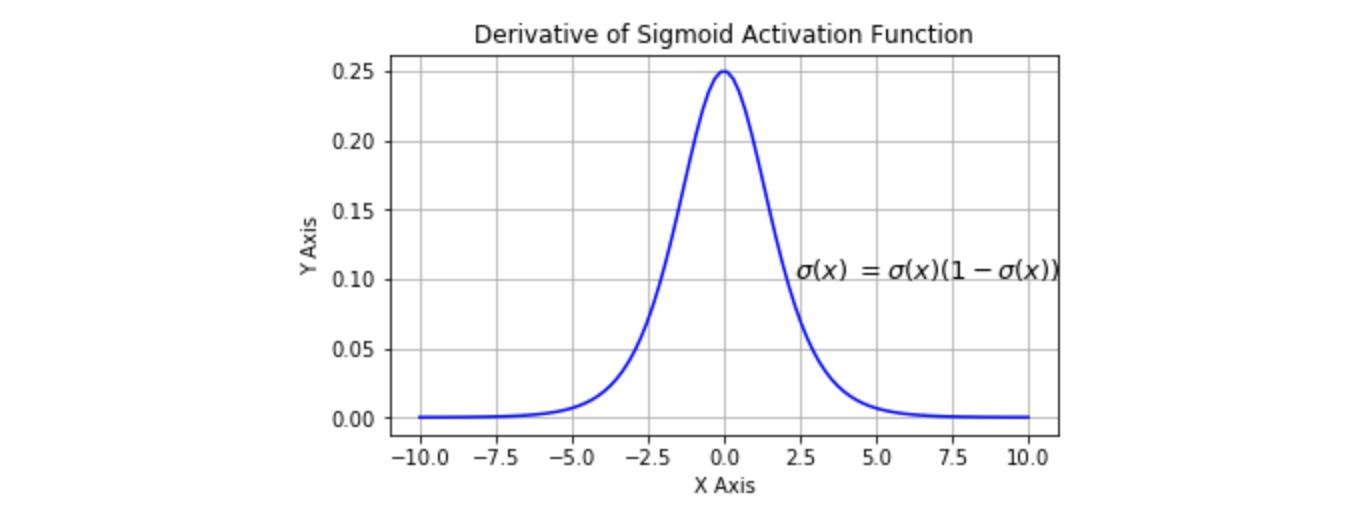 Derivative of Sigmoid Activation Function
0.25
0.20
0.15
0.10
0.05
0.00
Y Axis
σ(x) = σ(x)(1 − σ(x))
−10.0 −7.5 −5.0 −2.5 0.0 2.5 5.0 7.5 10.0
X Axis